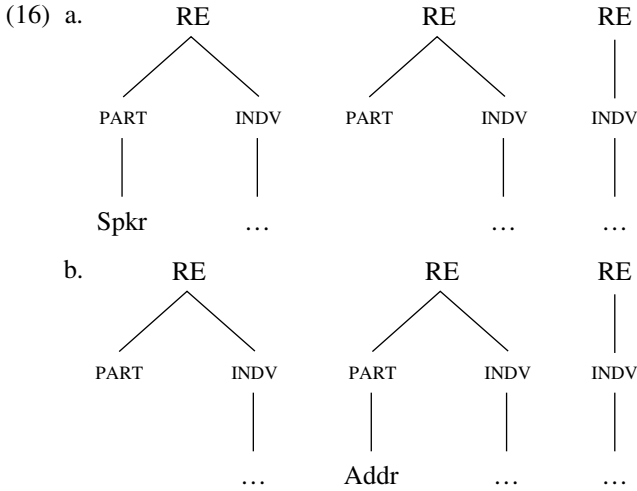 (16) a. RE RE RE
PART INDV PART INDV INDV
Spkr … … …
b. RE RE RE
PART INDV PART INDV INDV
… Addr … …